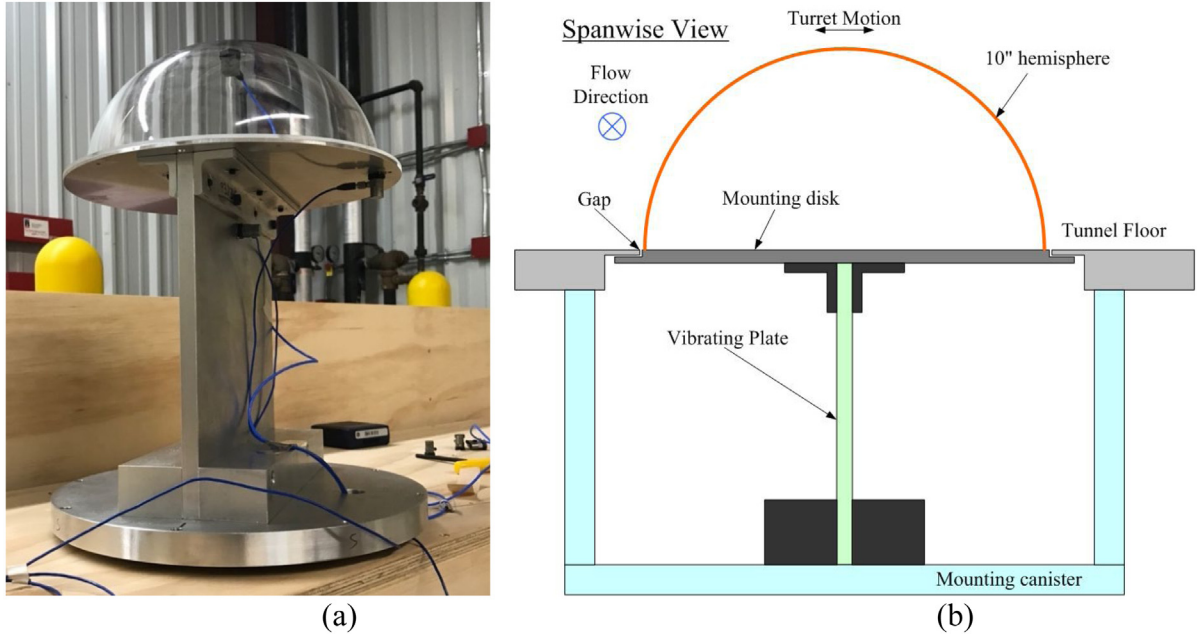 Spanwise View
Turret Motion
Flow
Direction
10" hemisphere
Gap
Mounting disk
Tunnel Floor
Vibrating Plate
Mounting canister
S
(a)
(b)